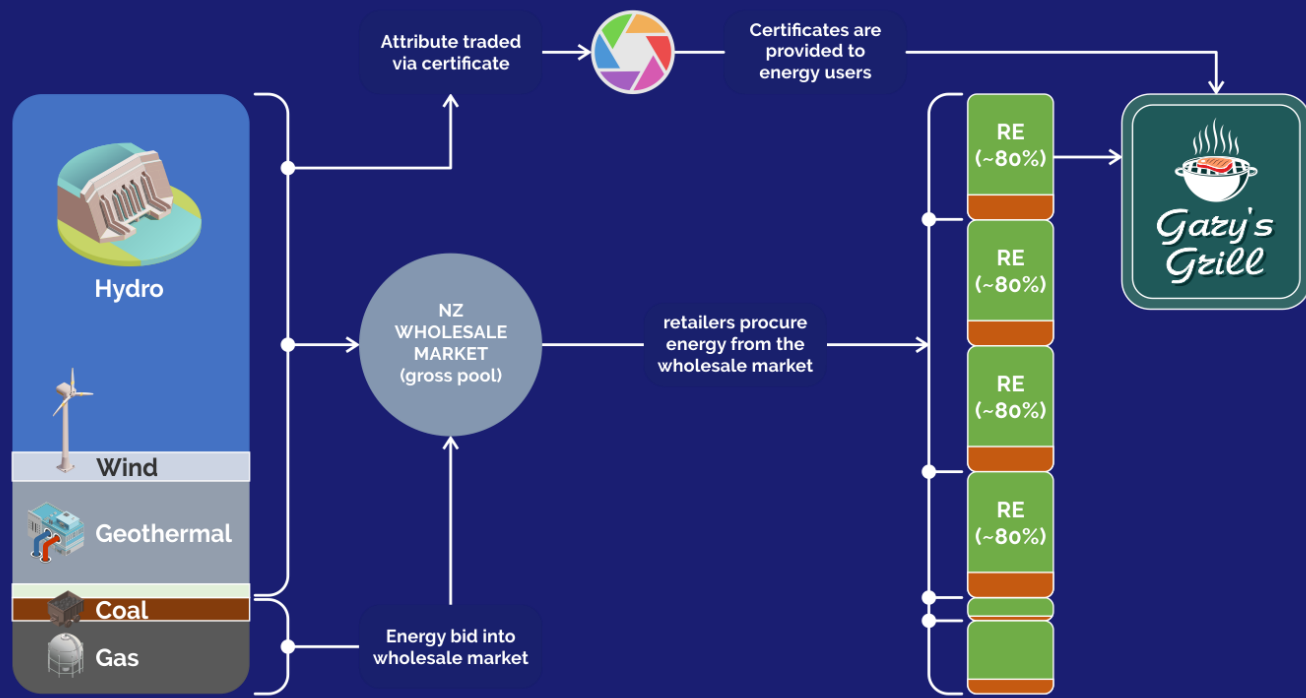 Attribute traded
via certificate
Certificates are
provided to
energy users
Hydro
Wind
Geothermal
Coal
Gas
NZ
WHOLESALE
MARKET
(gross pool)
Energy bid into
wholesale market
retailers procure
energy from the
wholesale market
RE
(~80%)
RE
(~80%)
RE
(~80%)
RE
(~80%)
Gary's
Grill